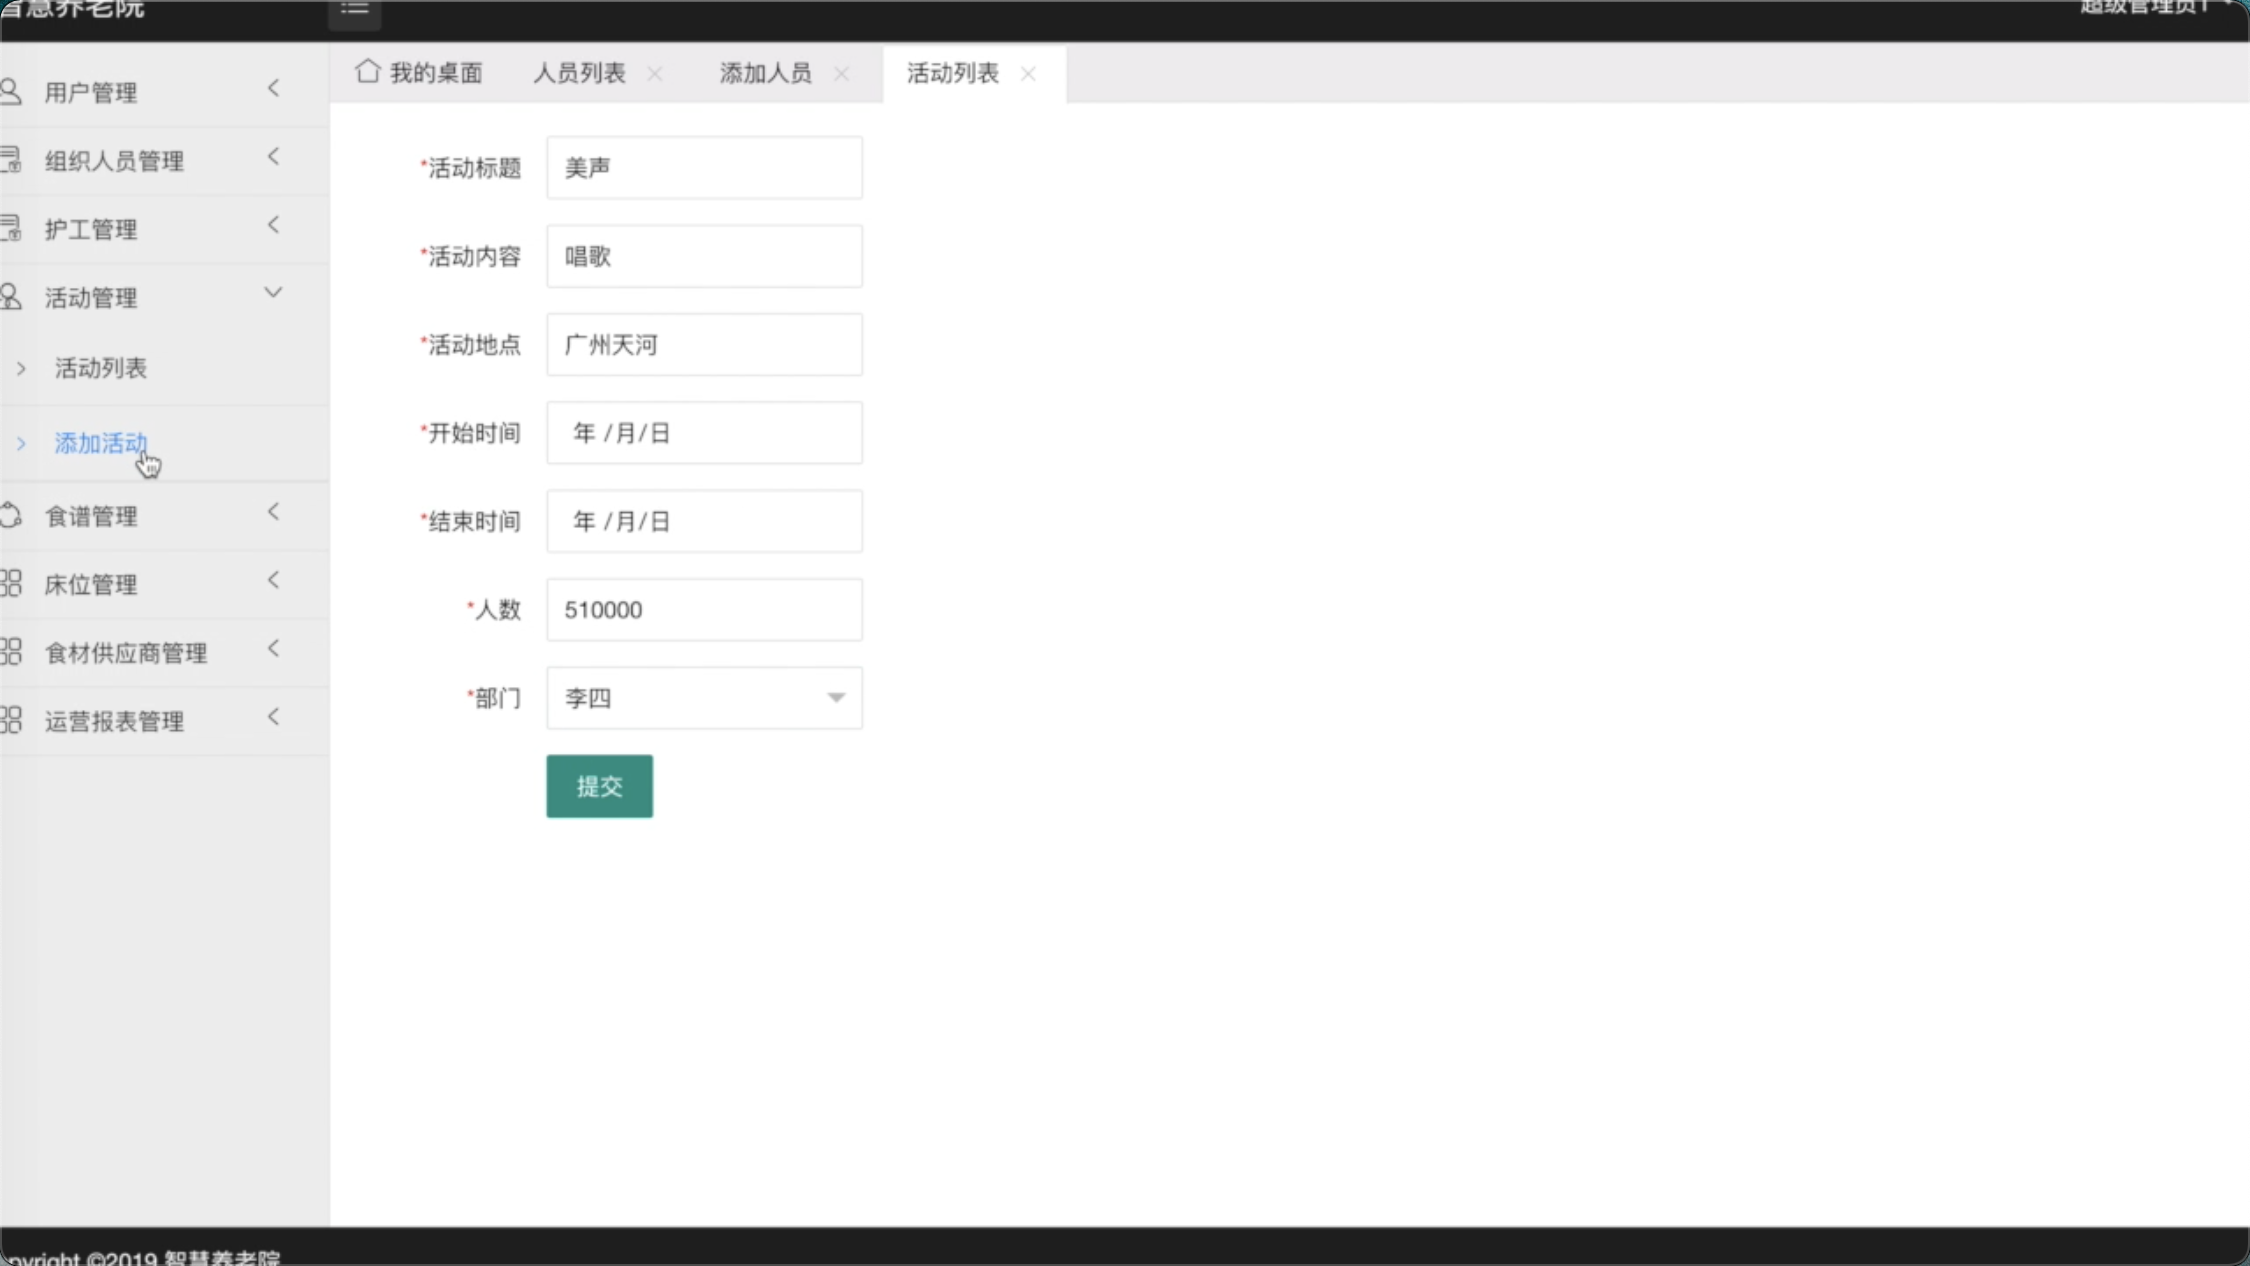 智慧养老院
超级管理员1
我的桌面
人员列表
添加人员
活动列表
用户管理
组织人员管理
护工管理
活动管理
活动列表
添加活动
食谱管理
床位管理
食材供应商管理
运营报表管理
*活动标题 美声
*活动内容 唱歌
*活动地点 广州天河
*开始时间 年 /月/日
*结束时间 年 /月/日
*人数 510000
*部门 李四
提交
pyright ©2019 智慧养老院